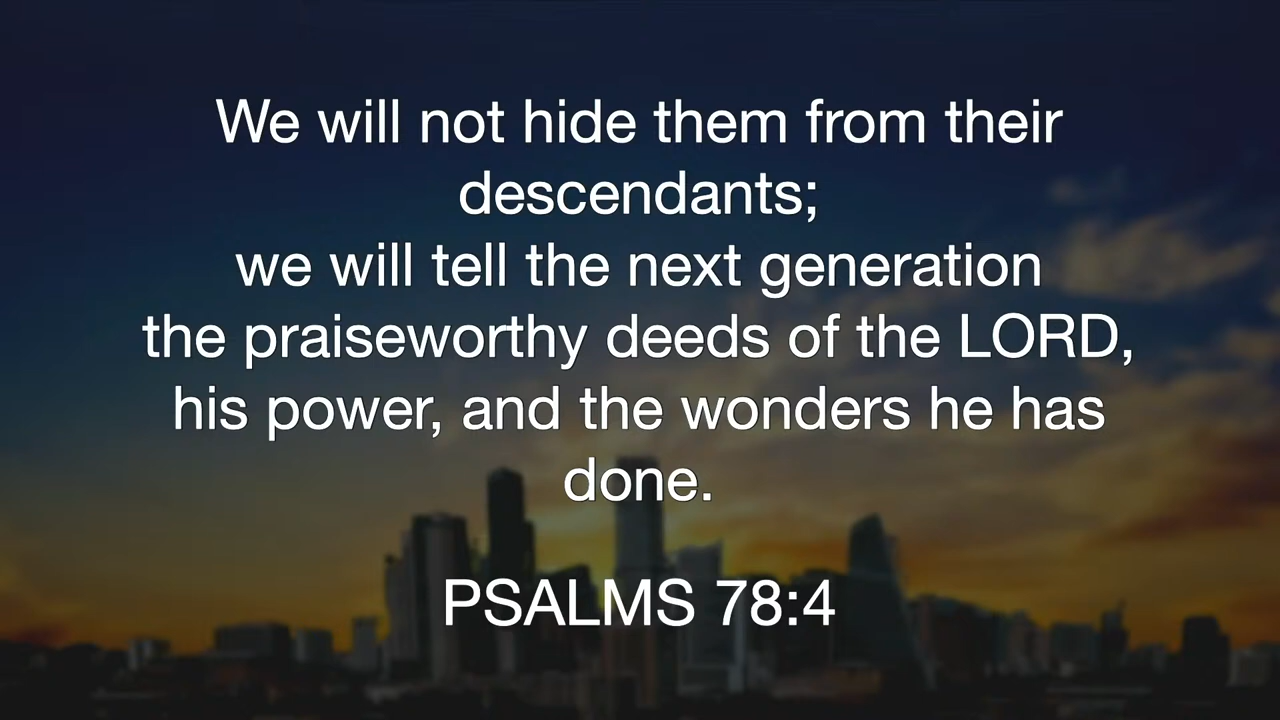 We will not hide them from their
descendants;
we will tell the next generation
the praiseworthy deeds of the LORD,
his power, and the wonders he has
done.
PSALMS 78:4